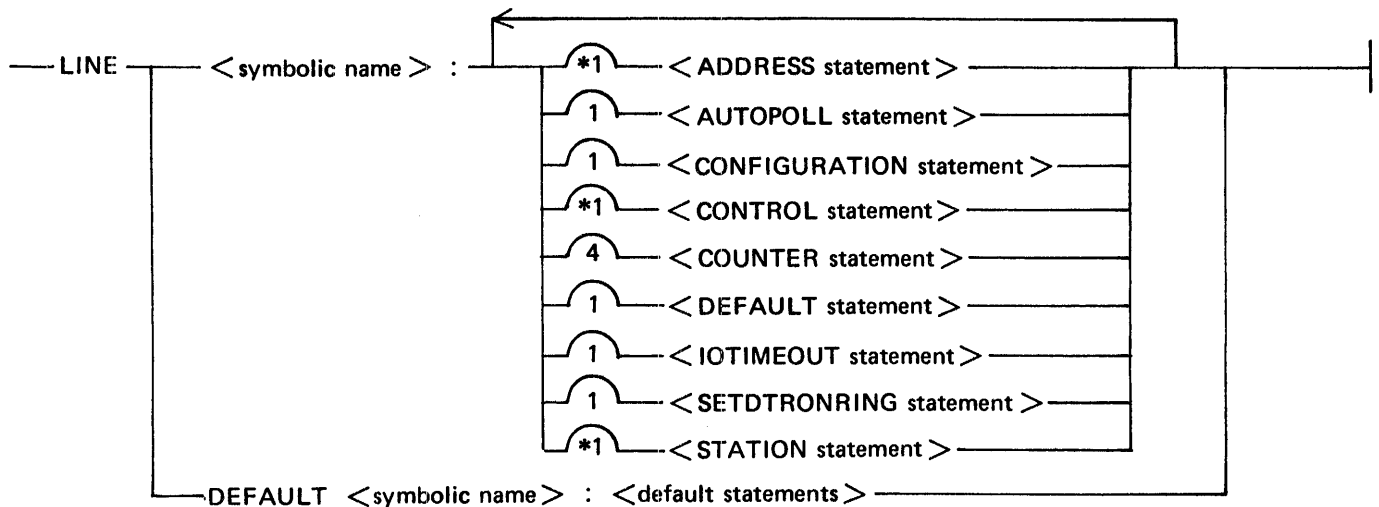 LINE <symbolic name> : *1 <ADDRESS statement>
1 <AUTOPOLL statement>
1 <CONFIGURATION statement>
*1 <CONTROL statement>
4 <COUNTER statement>
1 <DEFAULT statement>
1 <IOTIMEOUT statement>
1 <SETDTRONRING statement>
*1 <STATION statement>
DEFAULT <symbolic name> : <default statements>